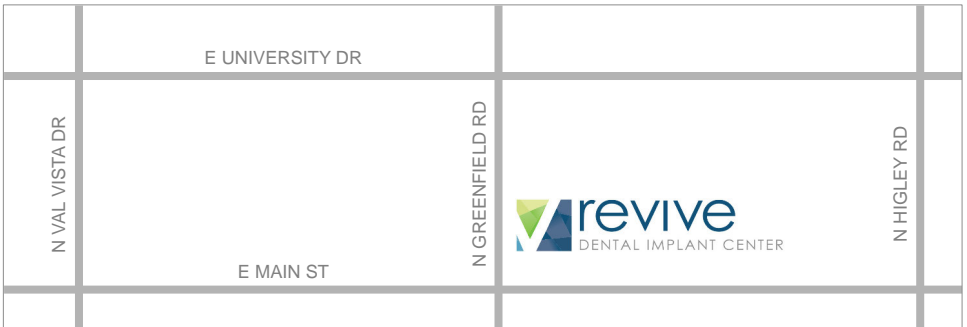 E UNIVERSITY DR
N VAL VISTA DR
N GREENFIELD RD
N HIGLEY RD
revive
DENTAL IMPLANT CENTER
E MAIN ST